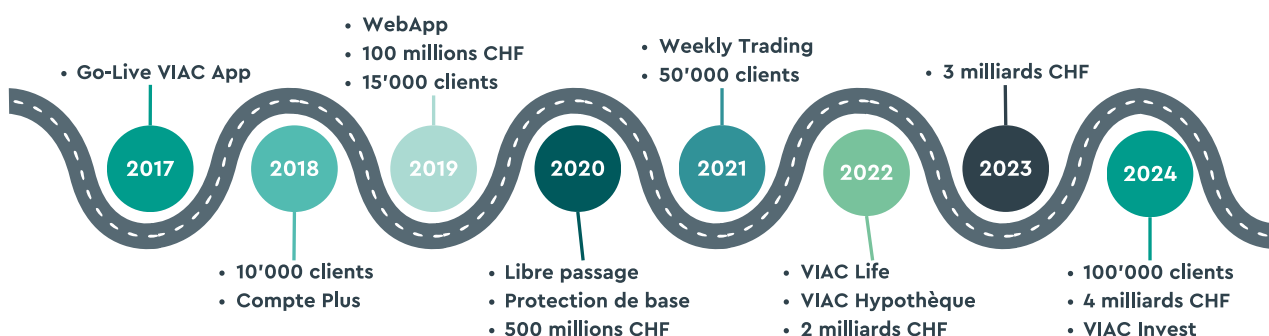 • Go-Live VIAC App
2017
2018
• 10'000 clients
• Compte Plus
• WebApp
• 100 millions CHF
• 15'000 clients
2019
2020
• Libre passage
• Protection de base
• 500 millions CHF
• Weekly Trading
• 50'000 clients
2021
2022
• VIAC Life
• VIAC Hypothèque
• 2 milliards CHF
• 3 milliards CHF
2023
2024
• 100'000 clients
• 4 milliards CHF
• VIAC Invest